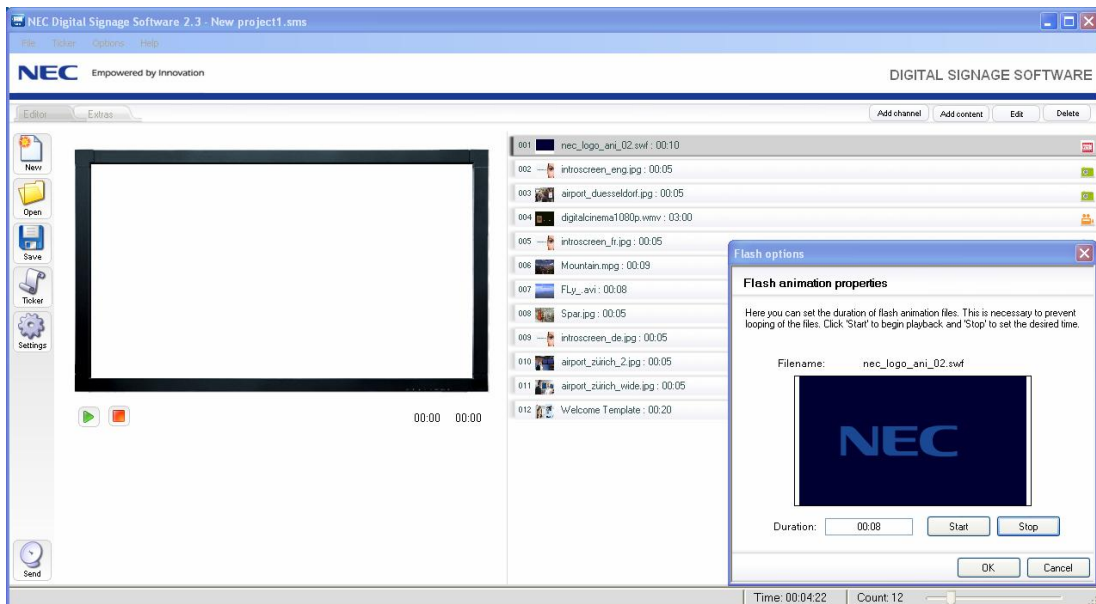 NEC Digital Signage Software 2.3 - New project1.sms
File Ticker Options Help
NEC Empowered by Innovation
DIGITAL SIGNAGE SOFTWARE
Editor Extras
Add channel Add content Edit Delete
New
Open
Save
Ticker
Settings
Send
00:00 00:00
001 nec_logo_ani_02.swf : 00:10
002 introscreen_eng.jpg : 00:05
003 airport_duesseldorf.jpg : 00:05
004 digitalcinema1080p.wmv : 03:00
005 introscreen_fr.jpg : 00:05
006 Mountain.mpg : 00:09
007 FLy_.avi : 00:08
008 Spar.jpg : 00:05
009 introscreen_de.jpg : 00:05
010 airport_zürich_2.jpg : 00:05
011 airport_zürich_wide.jpg : 00:05
012 Welcome Template : 00:20
Flash options
Flash animation properties
Here you can set the duration of flash animation files. This is necessary to prevent
looping of the files. Click 'Start' to begin playback and 'Stop' to set the desired time.
Filename: nec_logo_ani_02.swf
NEC
Duration: 00:08 Start Stop
OK Cancel
Time: 00:04:22 Count: 12